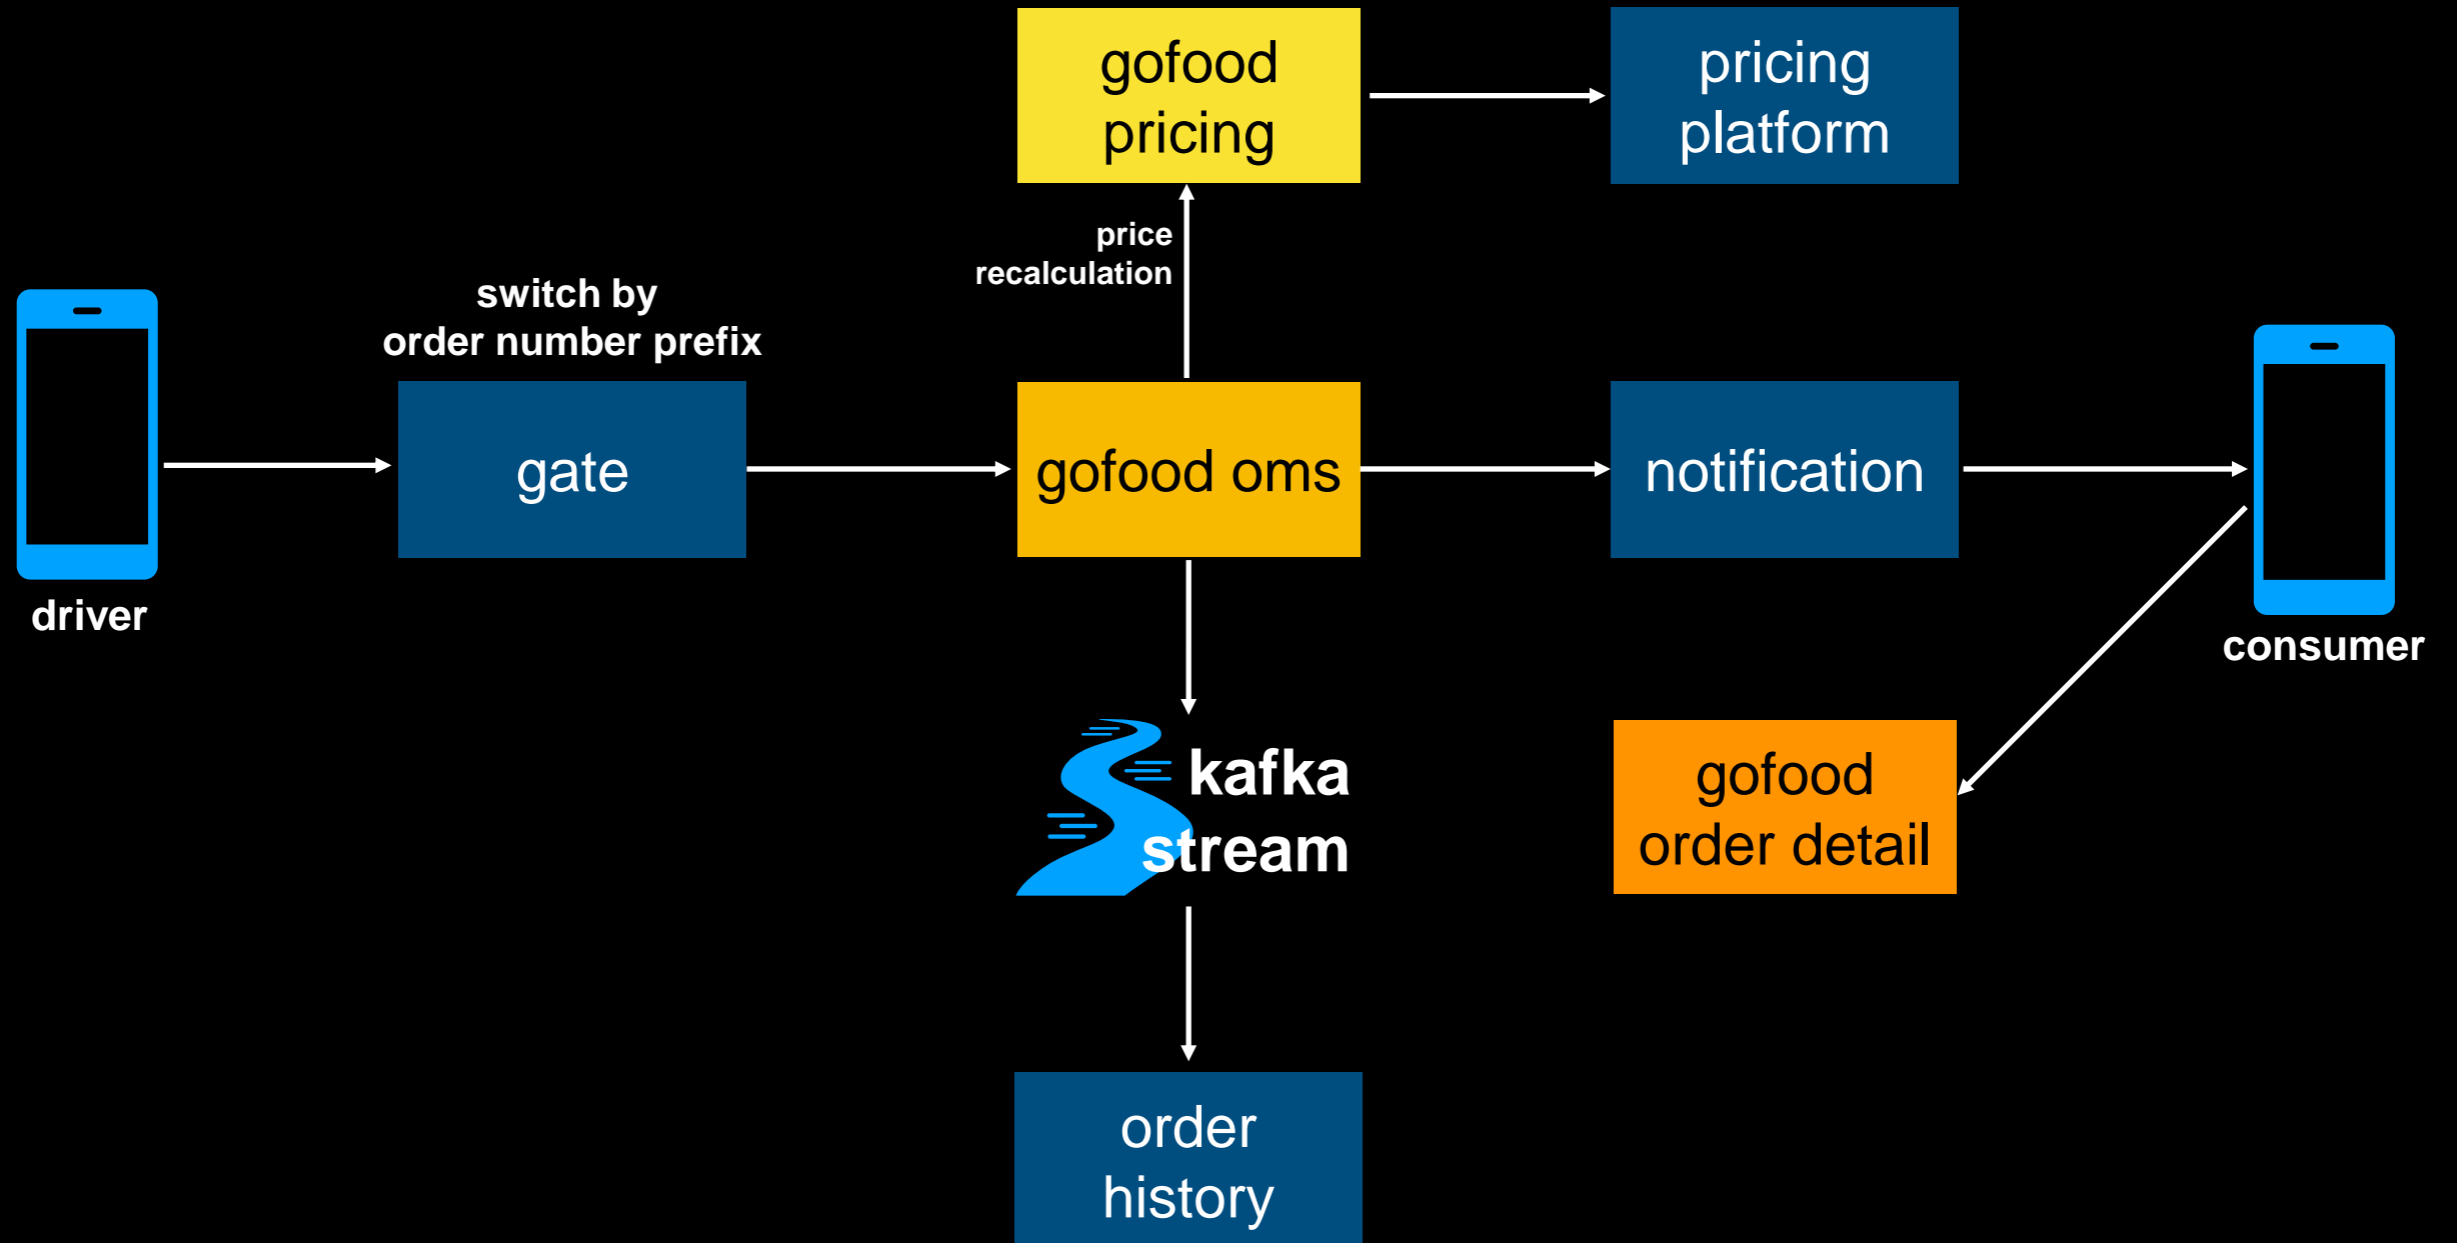 gofood
pricing
pricing
platform
price
recalculation
switch by
order number prefix
gate
gofood oms
notification
driver
consumer
kafka
stream
gofood
order detail
order
history